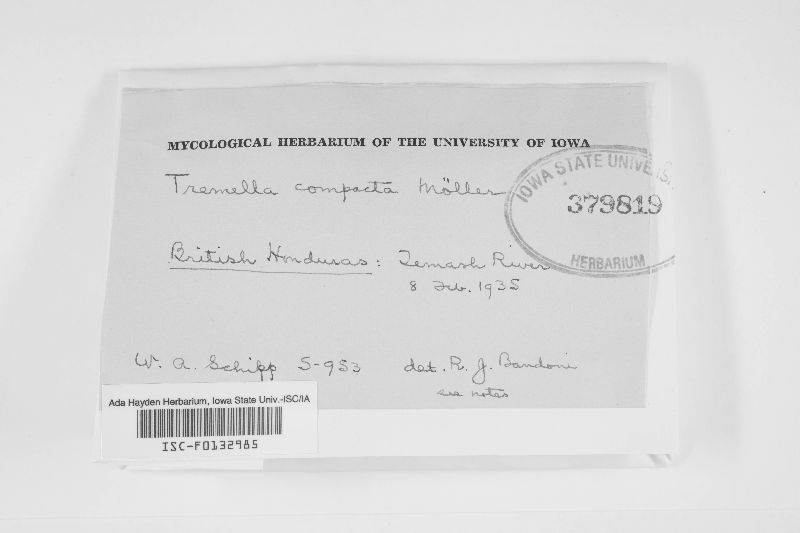 MYCOLOGICAL HERBARIUM OF THE UNIVERSITY OF IOWA
Tremella compacta Möller
IOWA STATE UNIVERSI
379819
HERBARIUM
British Honduras: Temash River
8 Feb. 1935
W. A. Schipp S-953 det. R. J. Bandoni
see notes
Ada Hayden Herbarium, Iowa State Univ.-ISC/IA
ISC-F0132985